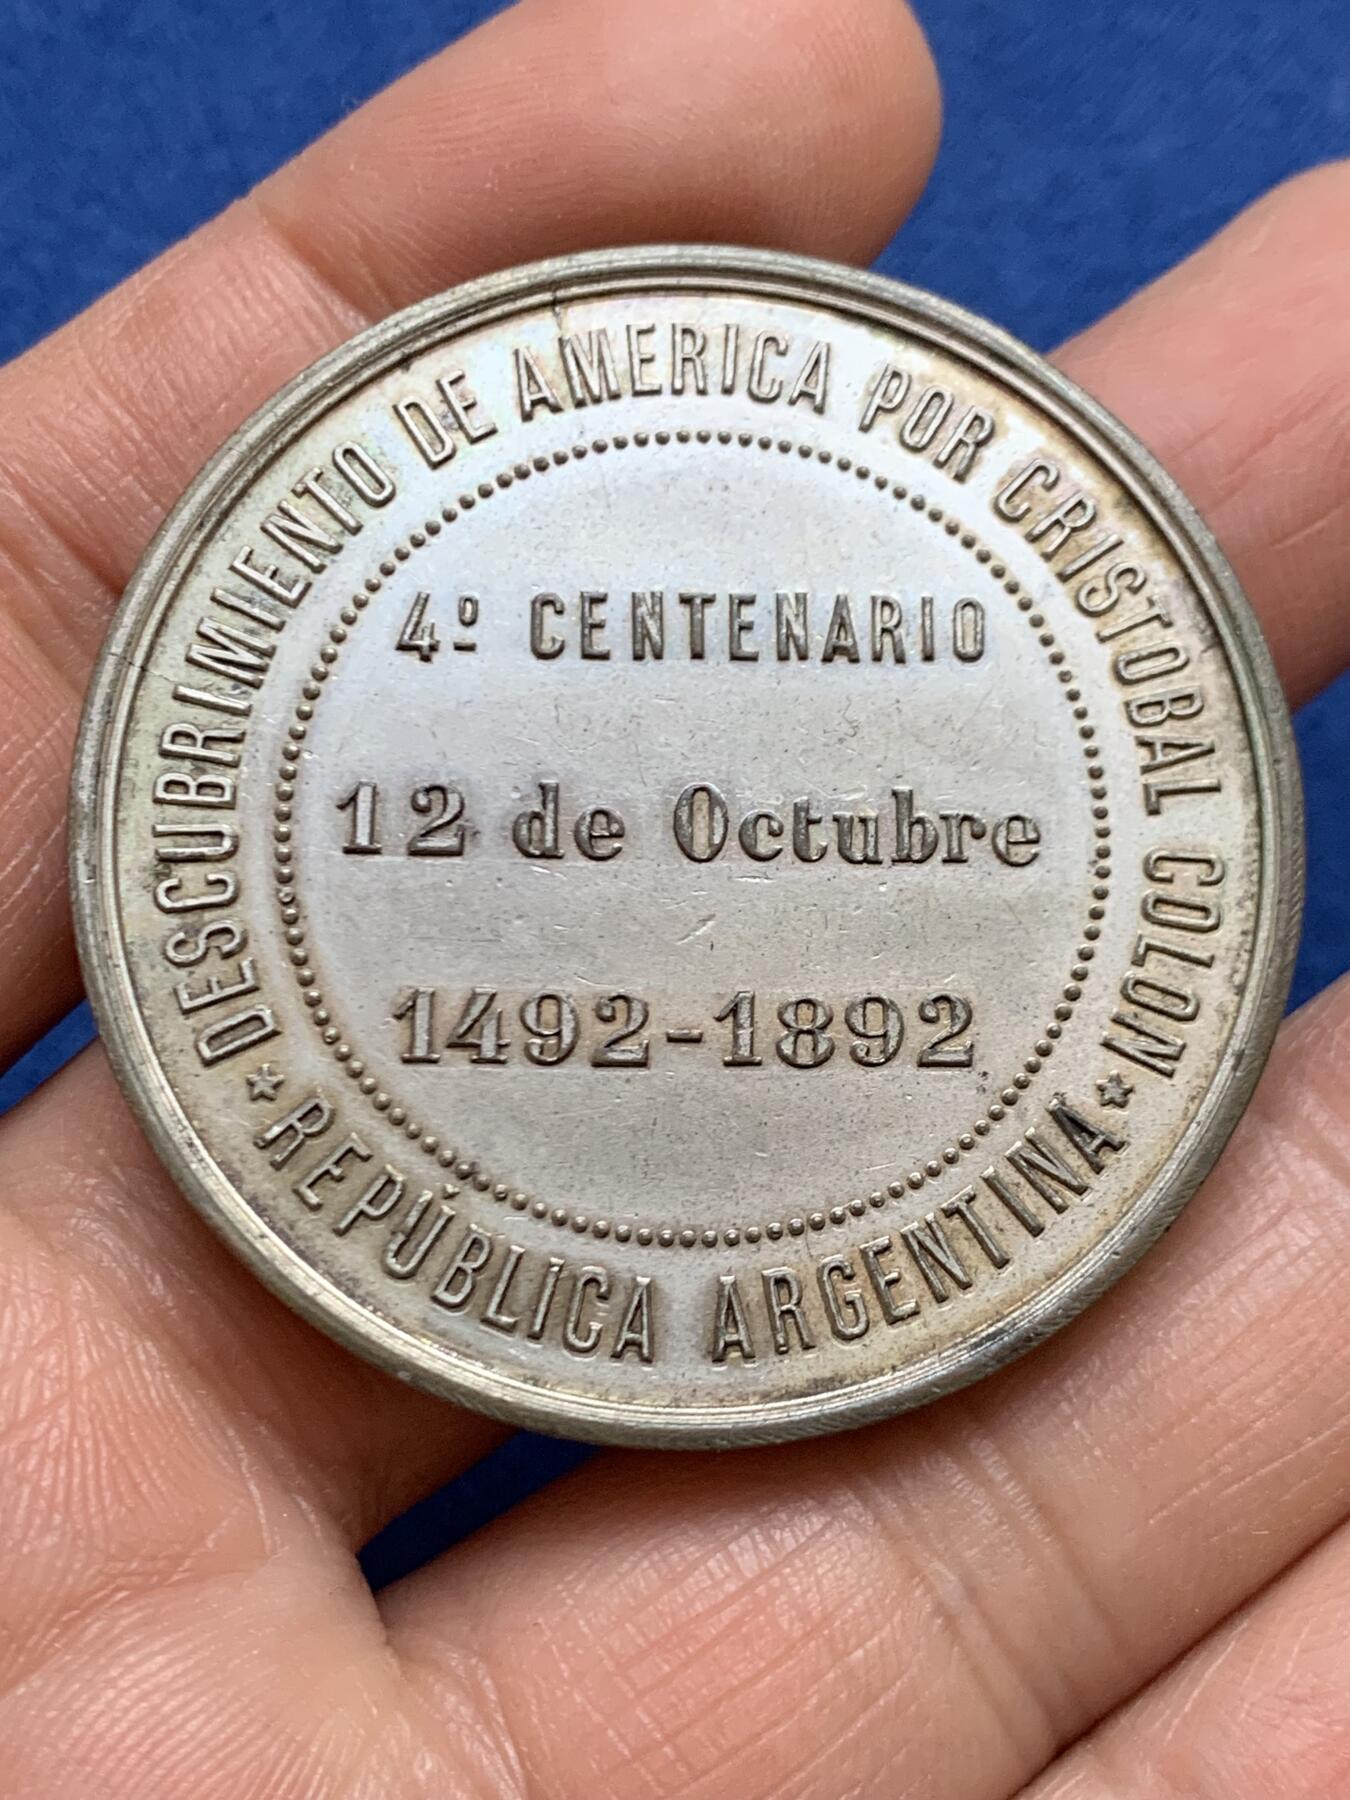 DESCUBRIMIENTO DE AMERICA POR CRISTOBAL COLON
4º CENTENARIO
12 de Octubre
1492-1892
★ REPÚBLICA ARGENTINA ★